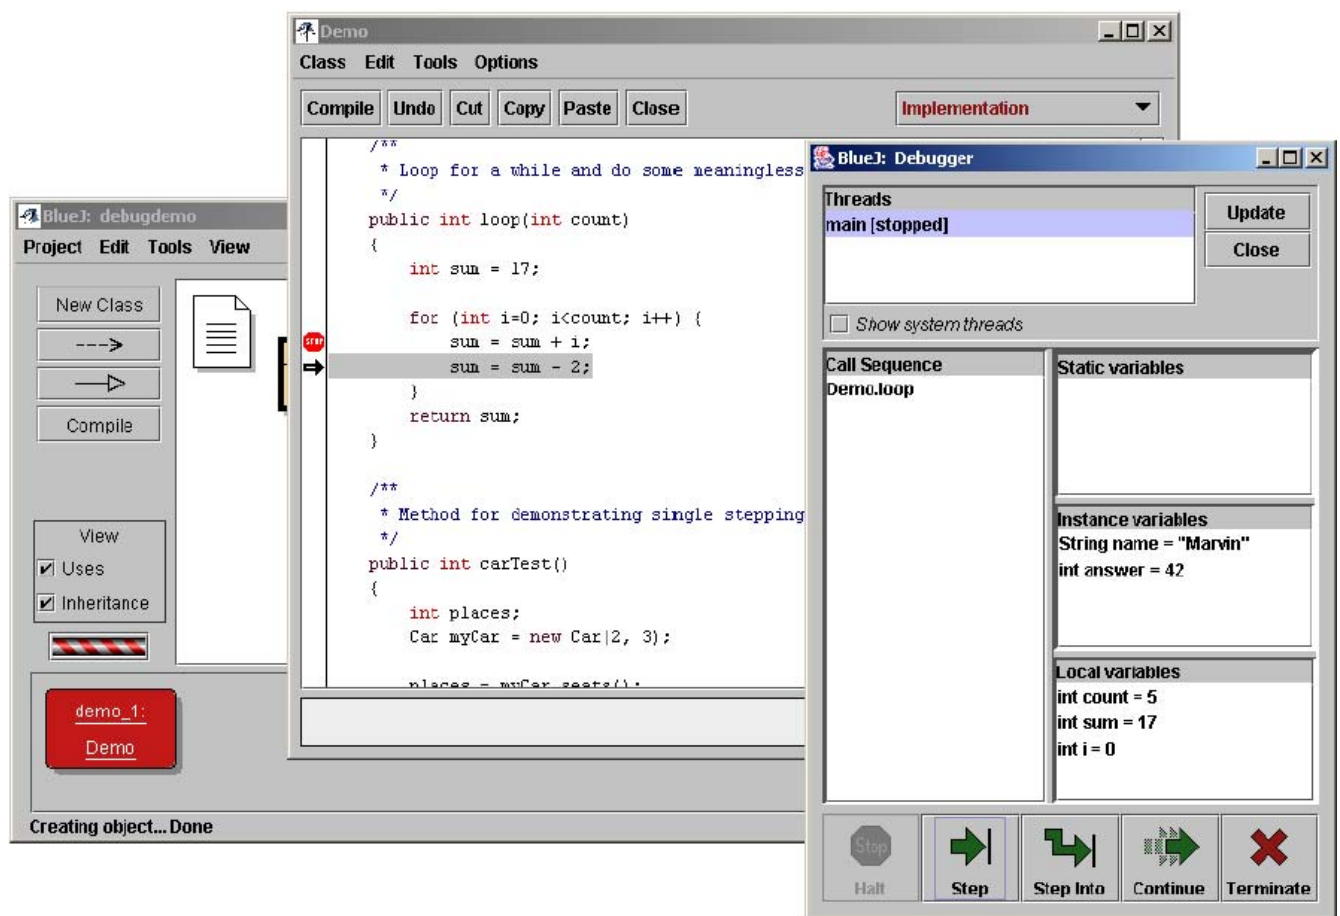 Demo
Class Edit Tools Options
Compile Undo Cut Copy Paste Close
Implementation
/**
* Loop for a while and do some meaningless
*/
public int loop(int count)
{
int sum = 17;
for (int i=0; i<count; i++) {
sum = sum + i;
sum = sum - 2;
}
return sum;
}
/**
* Method for demonstrating single stepping
*/
public int carTest()
{
int places;
Car myCar = new Car(2, 3);
places = myCar.seats();
STOP
BlueJ: debugdemo
Project Edit Tools View
New Class
Compile
View
Uses
Inheritance
demo_1:
Demo
Creating object... Done
BlueJ: Debugger
Threads
main [stopped]
Update
Close
Show system threads
Call Sequence
Demo.loop
Static variables
Instance variables
String name = "Marvin"
int answer = 42
Local variables
int count = 5
int sum = 17
int i = 0
Stop
Halt
Step
Step Into
Continue
Terminate